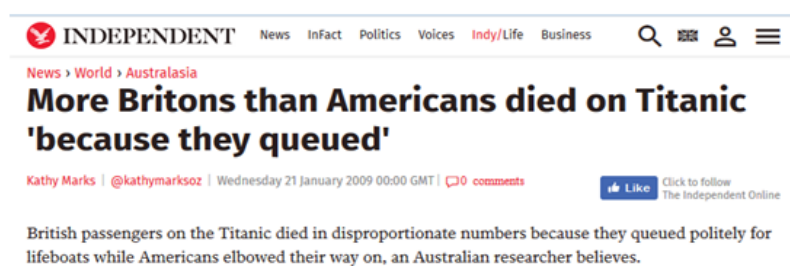 INDEPENDENT News InFact Politics Voices Indy/Life Business
News › World › Australasia
More Britons than Americans died on Titanic
'because they queued'
Kathy Marks | @kathymarksoz | Wednesday 21 January 2009 00:00 GMT | 0 comments
Like Click to follow
The Independent Online
British passengers on the Titanic died in disproportionate numbers because they queued politely for
lifeboats while Americans elbowed their way on, an Australian researcher believes.